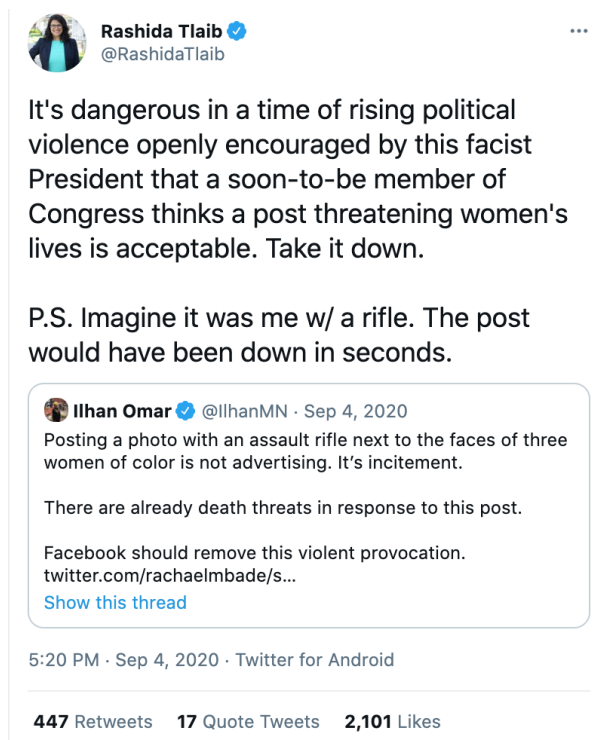 Rashida Tlaib
@RashidaTlaib
It's dangerous in a time of rising political
violence openly encouraged by this facist
President that a soon-to-be member of
Congress thinks a post threatening women's
lives is acceptable. Take it down.
P.S. Imagine it was me w/ a rifle. The post
would have been down in seconds.
Ilhan Omar @IlhanMN · Sep 4, 2020
Posting a photo with an assault rifle next to the faces of three
women of color is not advertising. It's incitement.
There are already death threats in response to this post.
Facebook should remove this violent provocation.
twitter.com/rachaelmbade/s...
Show this thread
5:20 PM · Sep 4, 2020 · Twitter for Android
447 Retweets 17 Quote Tweets 2,101 Likes